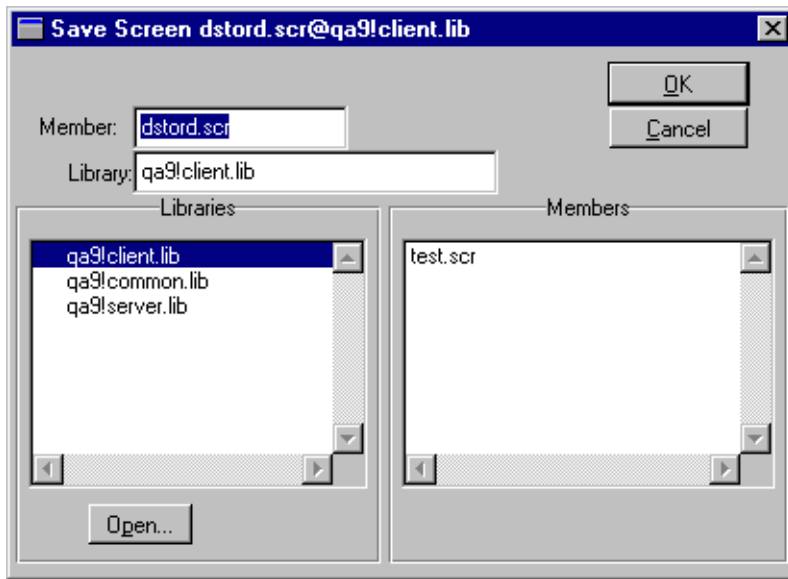 Save Screen dstord.scr@qa9!client.lib
OK
Member: dstord.scr
Cancel
Library: qa9!client.lib
Libraries
Members
qa9!client.lib
qa9!common.lib
qa9!server.lib
test.scr
Open...